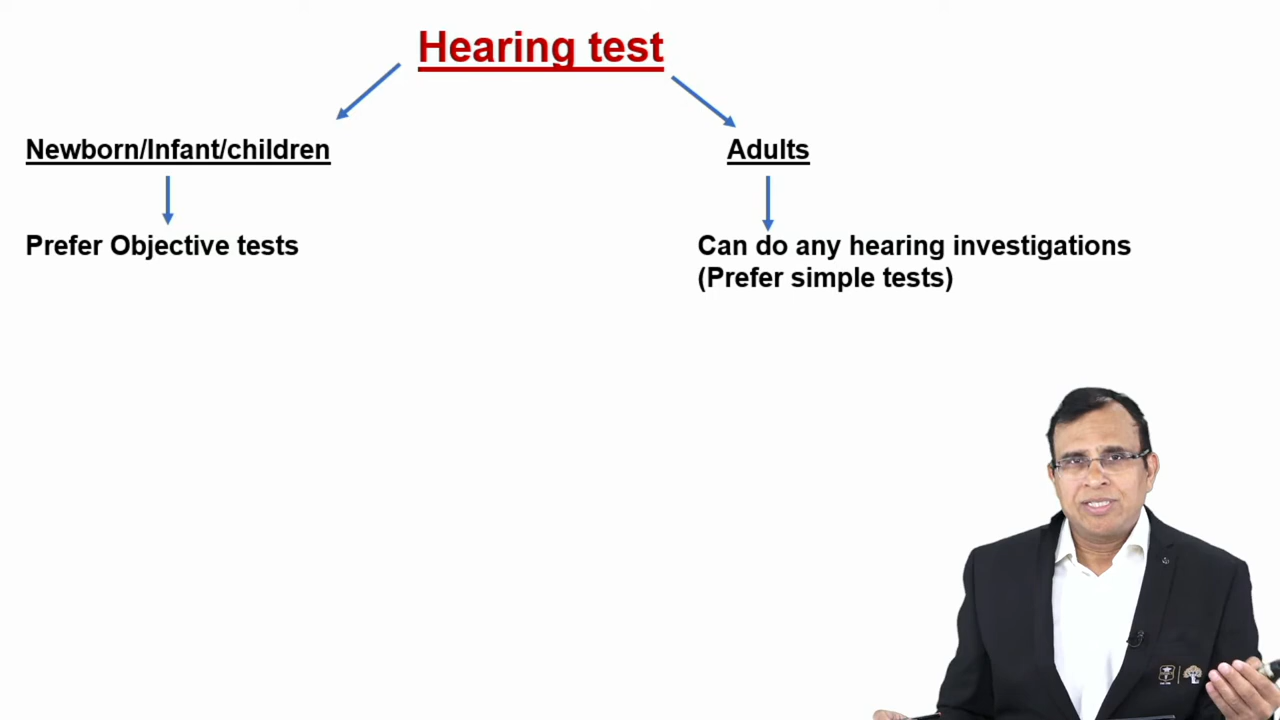 Hearing test
Newborn/Infant/children
Adults
Prefer Objective tests
Can do any hearing investigations
(Prefer simple tests)